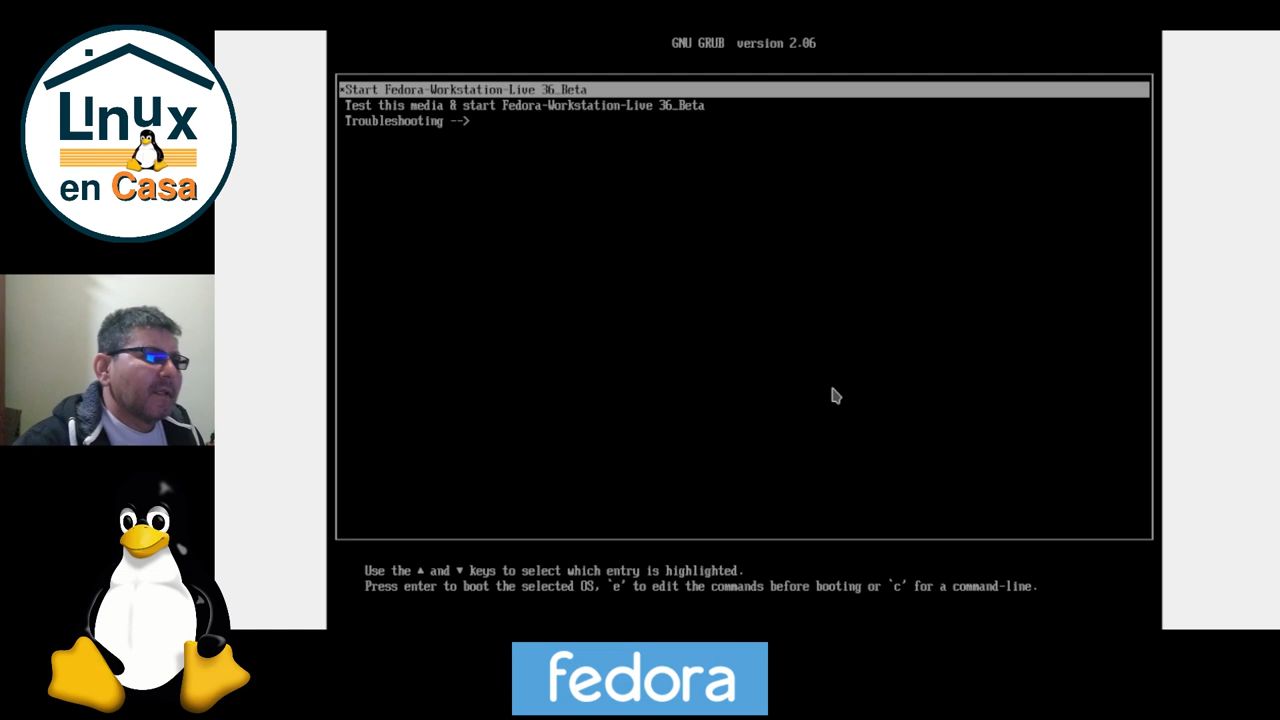 Linux
en Casa
GNU GRUB version 2.06
*Start Fedora-Workstation-Live 36_Beta
Test this media & start Fedora-Workstation-Live 36_Beta
Troubleshooting -->
Use the ▲ and ▼ keys to select which entry is highlighted.
Press enter to boot the selected OS, `e' to edit the commands before booting or `c' for a command-line.
fedora